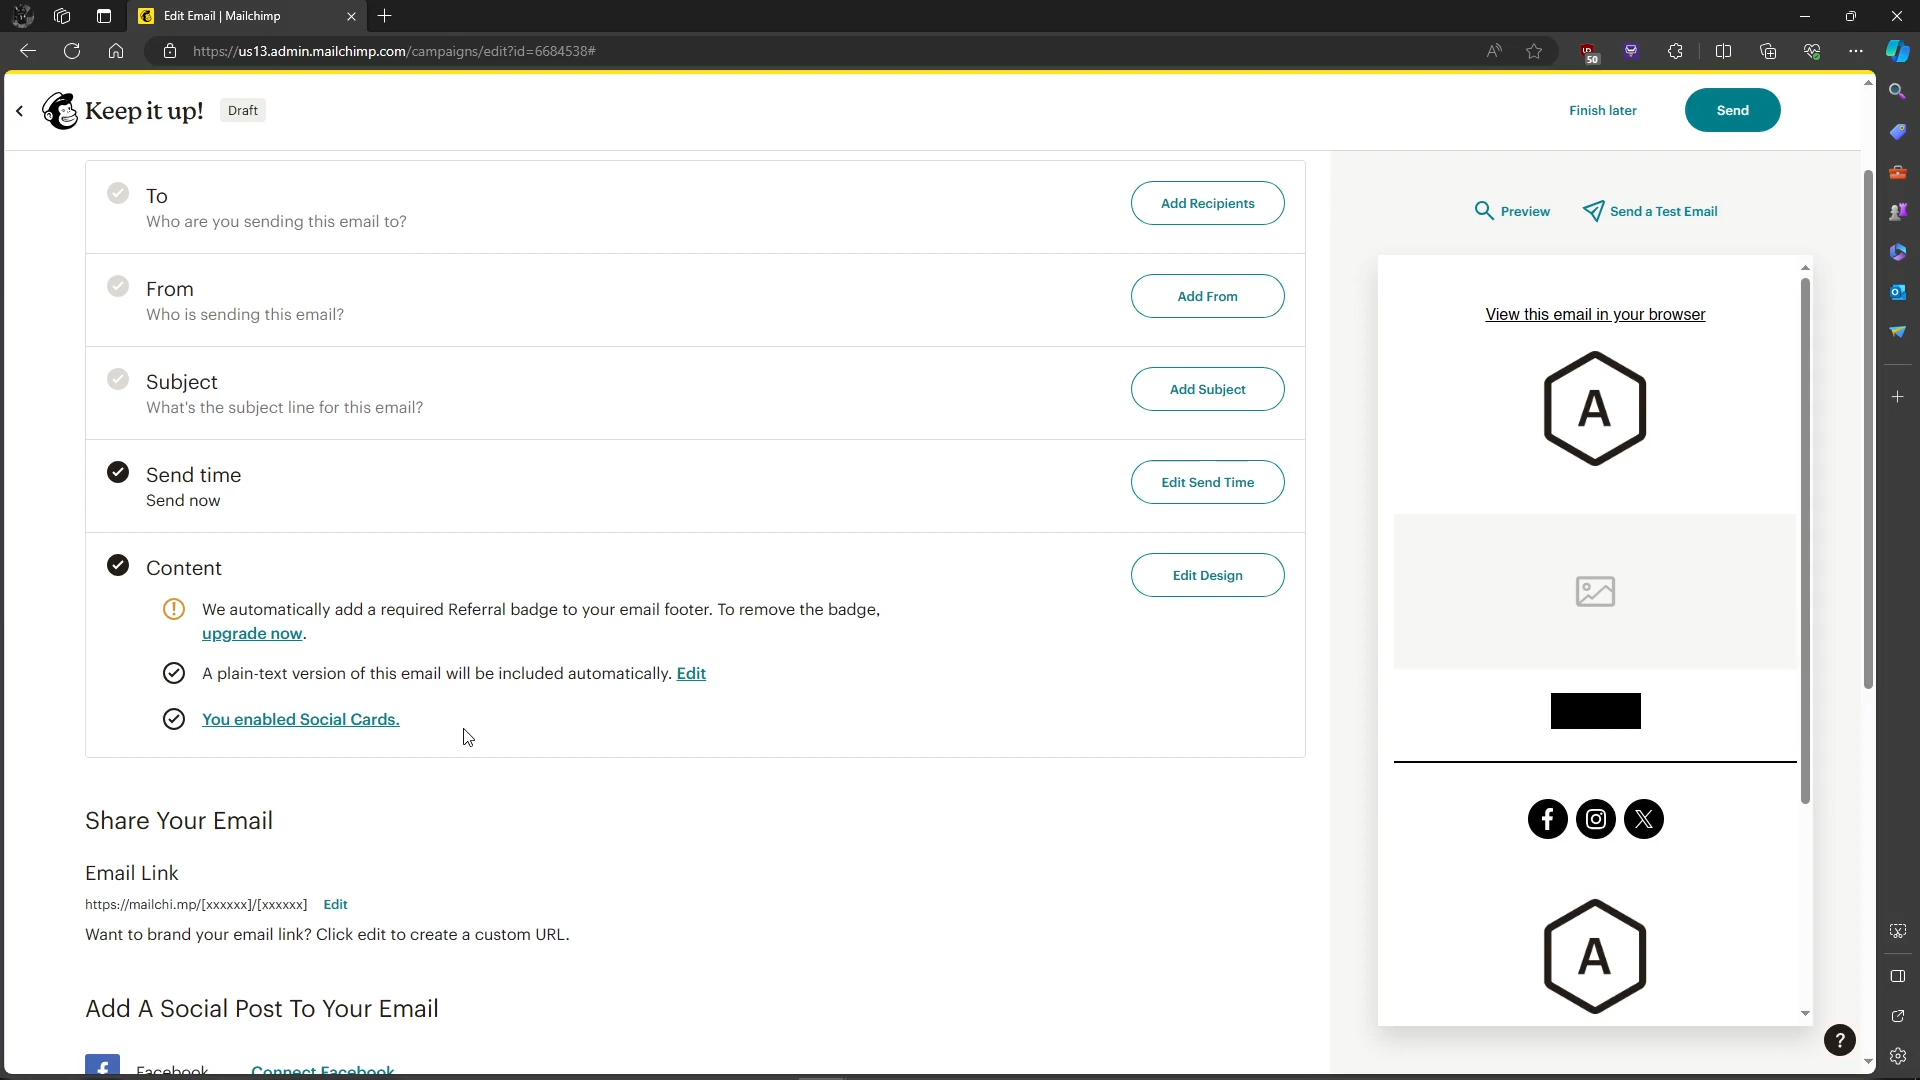 Edit Email | Mailchimp
https://us13.admin.mailchimp.com/campaigns/edit?id=6684538#
50
Keep it up!
Draft
Finish later
Send
To
Who are you sending this email to?
Add Recipients
From
Who is sending this email?
Add From
Subject
What's the subject line for this email?
Add Subject
Send time
Send now
Edit Send Time
Content
Edit Design
We automatically add a required Referral badge to your email footer. To remove the badge,
upgrade now.
A plain-text version of this email will be included automatically. Edit
You enabled Social Cards.
Share Your Email
Email Link
https://mailchi.mp/[xxxxxx]/[xxxxxx] Edit
Want to brand your email link? Click edit to create a custom URL.
Add A Social Post To Your Email
Facebook Connect Facebook
Preview
Send a Test Email
View this email in your browser
A
A
?